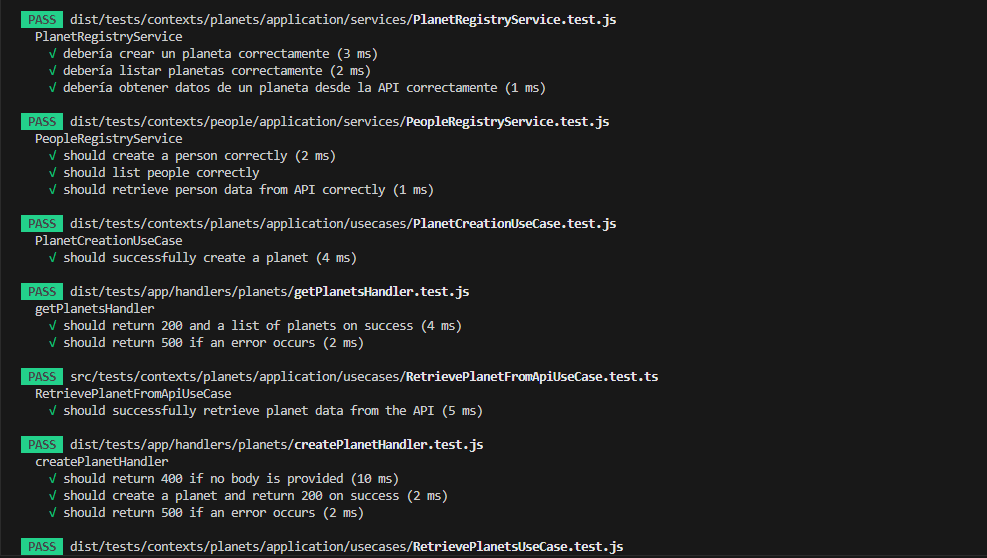 PASS dist/tests/contexts/planets/application/services/PlanetRegistryService.test.js
PlanetRegistryService
√ debería crear un planeta correctamente (3 ms)
√ debería listar planetas correctamente (2 ms)
√ debería obtener datos de un planeta desde la API correctamente (1 ms)
PASS dist/tests/contexts/people/application/services/PeopleRegistryService.test.js
PeopleRegistryService
√ should create a person correctly (2 ms)
√ should list people correctly
√ should retrieve person data from API correctly (1 ms)
PASS dist/tests/contexts/planets/application/usecases/PlanetCreationUseCase.test.js
PlanetCreationUseCase
√ should successfully create a planet (4 ms)
PASS dist/tests/app/handlers/planets/getPlanetsHandler.test.js
getPlanetsHandler
√ should return 200 and a list of planets on success (4 ms)
√ should return 500 if an error occurs (2 ms)
PASS src/tests/contexts/planets/application/usecases/RetrievePlanetFromApiUseCase.test.ts
RetrievePlanetFromApiUseCase
√ should successfully retrieve planet data from the API (5 ms)
PASS dist/tests/app/handlers/planets/createPlanetHandler.test.js
createPlanetHandler
√ should return 400 if no body is provided (10 ms)
√ should create a planet and return 200 on success (2 ms)
√ should return 500 if an error occurs (2 ms)
PASS dist/tests/contexts/planets/application/usecases/RetrievePlanetsUseCase.test.js